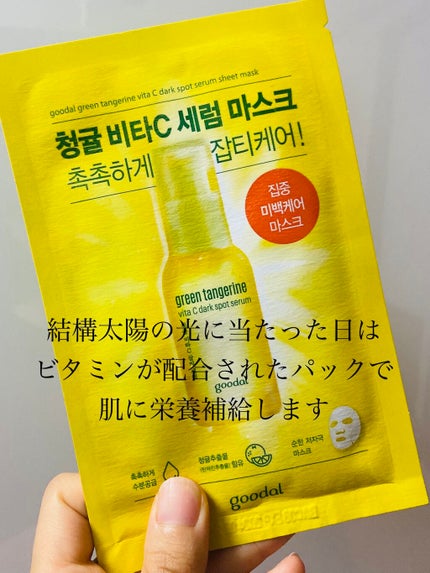 goodal green tangerine vita C dark spot serum sheet mask
청귤 비타C 세럼 마스크
촉촉하게
잡티케어!
집중
미백케어
마스크
green tangerine
vita C dark spot serum
結構太陽の光に当たった日は
ビタミンが配合されたパックで
肌に栄養補給します
goodal
촉촉하게
수분공급
청귤추출물
함유
순한 저자극
마스크
goodal